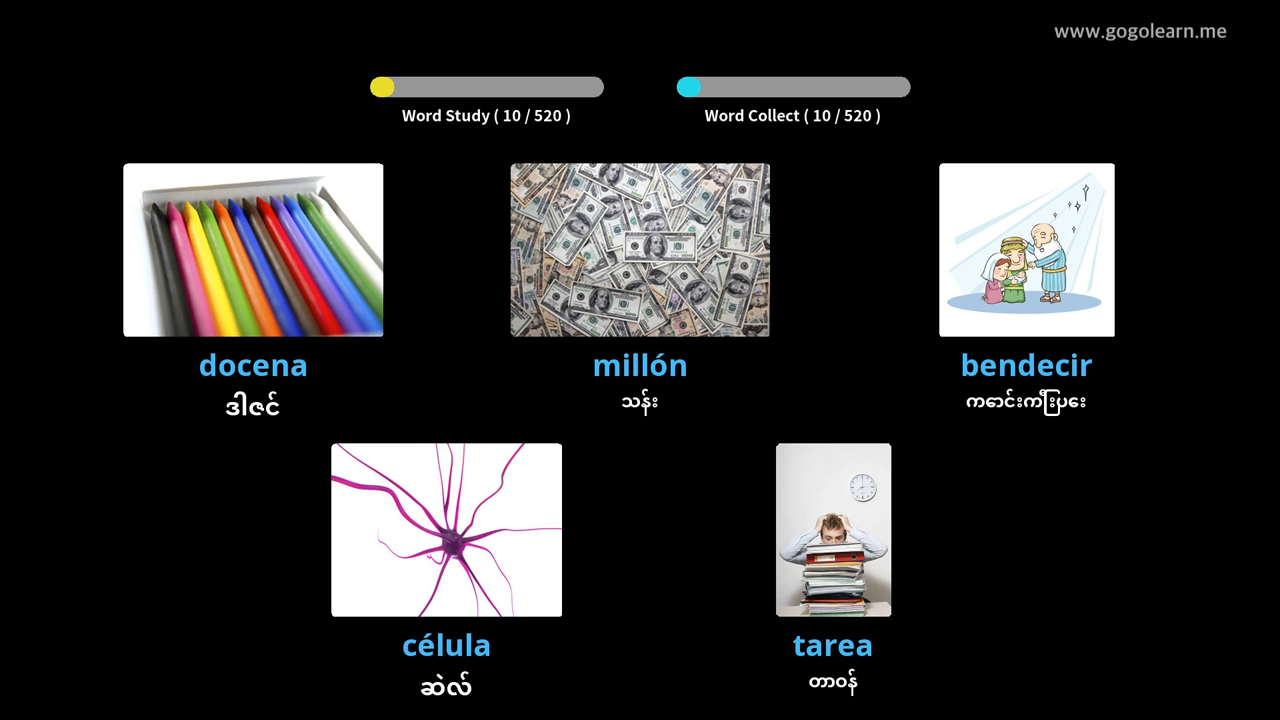 www.gogolearn.me
Word Study ( 10 / 520 )
Word Collect ( 10 / 520 )
docena
ဒါဇင်
millón
သန်း
bendecir
ကောင်းကြီးပေး
célula
ဆဲလ်
tarea
တာဝန်